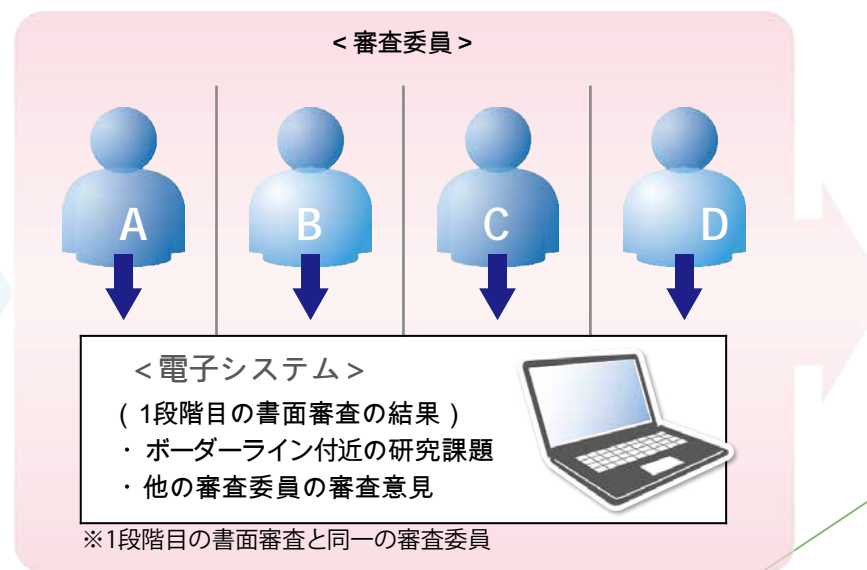 <審査委員>
A
B
C
D
<電子システム>
(1段階目の書面審査の結果)
・ボーダーライン付近の研究課題
・他の審査委員の審査意見
※1段階目の書面審査と同一の審査委員